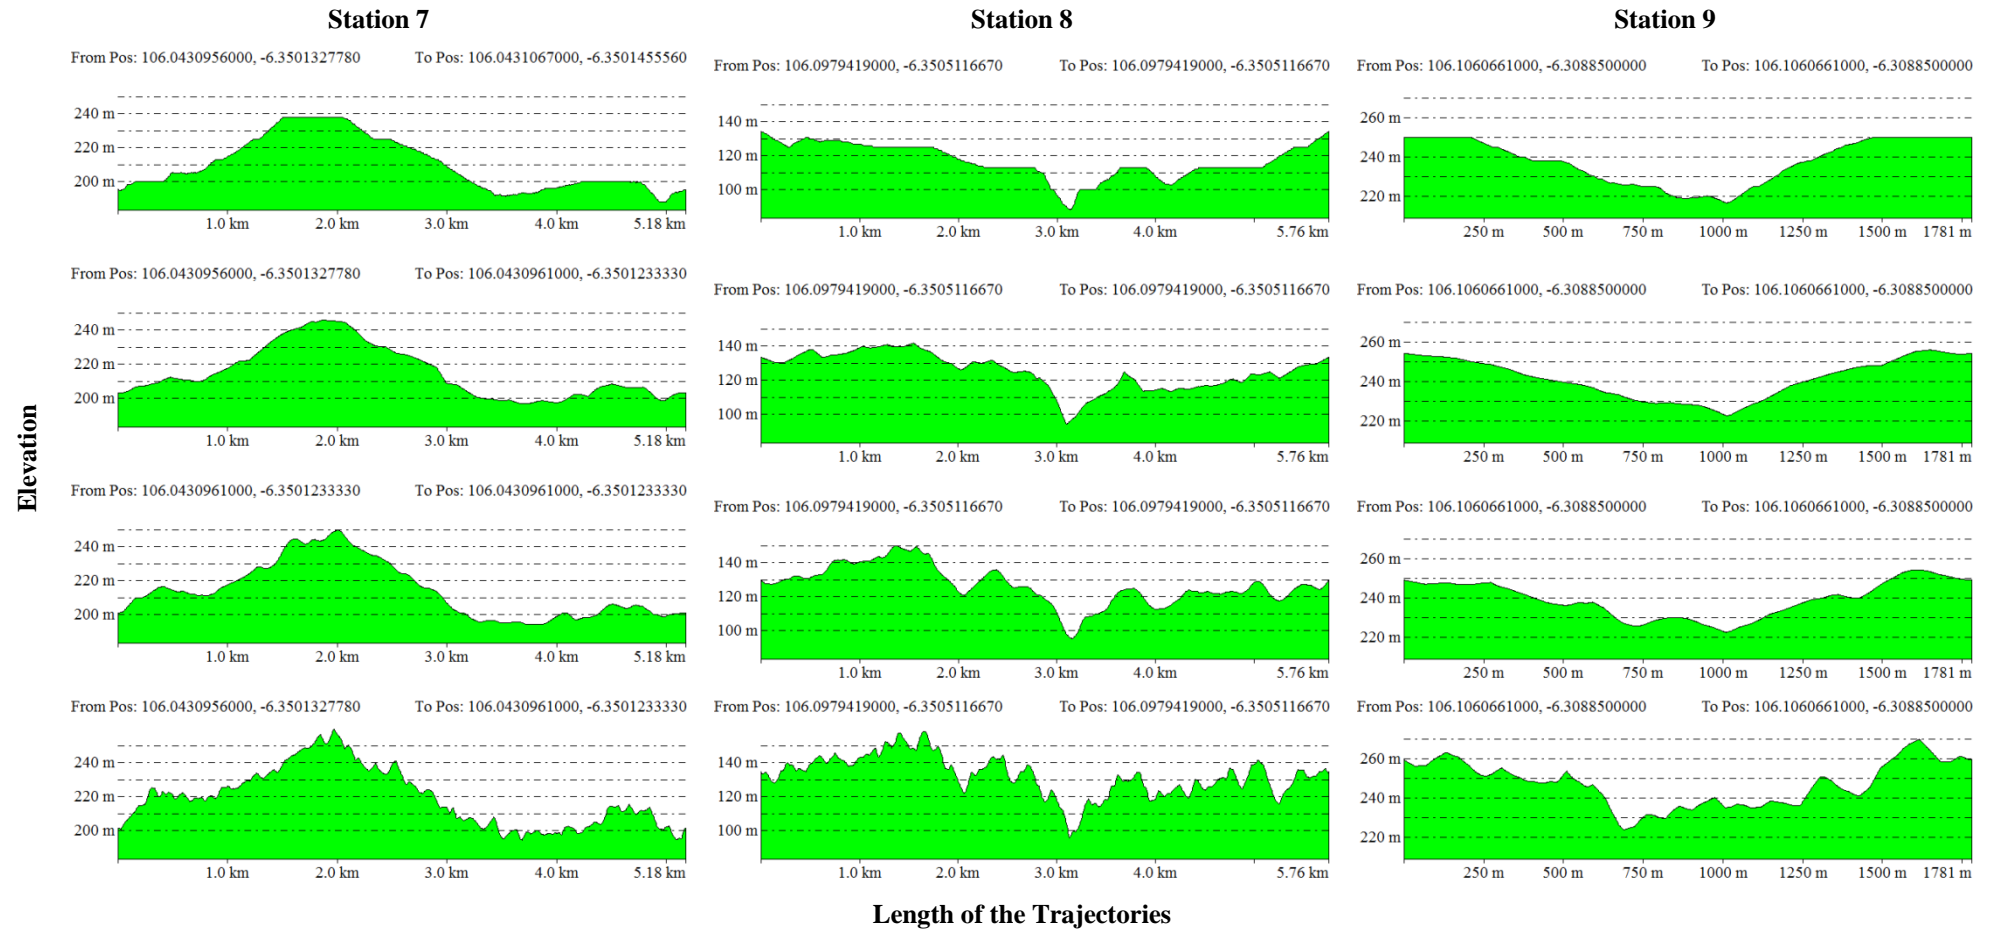 Station 7 Station 8 Station 9
From Pos: 106.0430956000, -6.3501327780 To Pos: 106.0431067000, -6.3501455560
From Pos: 106.0979419000, -6.3505116670 To Pos: 106.0979419000, -6.3505116670
From Pos: 106.1060661000, -6.3088500000 To Pos: 106.1060661000, -6.3088500000
240 m
220 m
200 m
1.0 km 2.0 km 3.0 km 4.0 km 5.18 km
140 m
120 m
100 m
1.0 km 2.0 km 3.0 km 4.0 km 5.76 km
260 m
240 m
220 m
250 m 500 m 750 m 1000 m 1250 m 1500 m 1781 m
From Pos: 106.0430956000, -6.3501327780 To Pos: 106.0430961000, -6.3501233330
From Pos: 106.0979419000, -6.3505116670 To Pos: 106.0979419000, -6.3505116670
From Pos: 106.1060661000, -6.3088500000 To Pos: 106.1060661000, -6.3088500000
240 m
220 m
200 m
1.0 km 2.0 km 3.0 km 4.0 km 5.18 km
140 m
120 m
100 m
1.0 km 2.0 km 3.0 km 4.0 km 5.76 km
260 m
240 m
220 m
250 m 500 m 750 m 1000 m 1250 m 1500 m 1781 m
Elevation
From Pos: 106.0430961000, -6.3501233330 To Pos: 106.0430961000, -6.3501233330
From Pos: 106.0979419000, -6.3505116670 To Pos: 106.0979419000, -6.3505116670
From Pos: 106.1060661000, -6.3088500000 To Pos: 106.1060661000, -6.3088500000
240 m
220 m
200 m
1.0 km 2.0 km 3.0 km 4.0 km 5.18 km
140 m
120 m
100 m
1.0 km 2.0 km 3.0 km 4.0 km 5.76 km
260 m
240 m
220 m
250 m 500 m 750 m 1000 m 1250 m 1500 m 1781 m
From Pos: 106.0430956000, -6.3501327780 To Pos: 106.0430961000, -6.3501233330
From Pos: 106.0979419000, -6.3505116670 To Pos: 106.0979419000, -6.3505116670
From Pos: 106.1060661000, -6.3088500000 To Pos: 106.1060661000, -6.3088500000
240 m
220 m
200 m
1.0 km 2.0 km 3.0 km 4.0 km 5.18 km
140 m
120 m
100 m
1.0 km 2.0 km 3.0 km 4.0 km 5.76 km
260 m
240 m
220 m
250 m 500 m 750 m 1000 m 1250 m 1500 m 1781 m
Length of the Trajectories